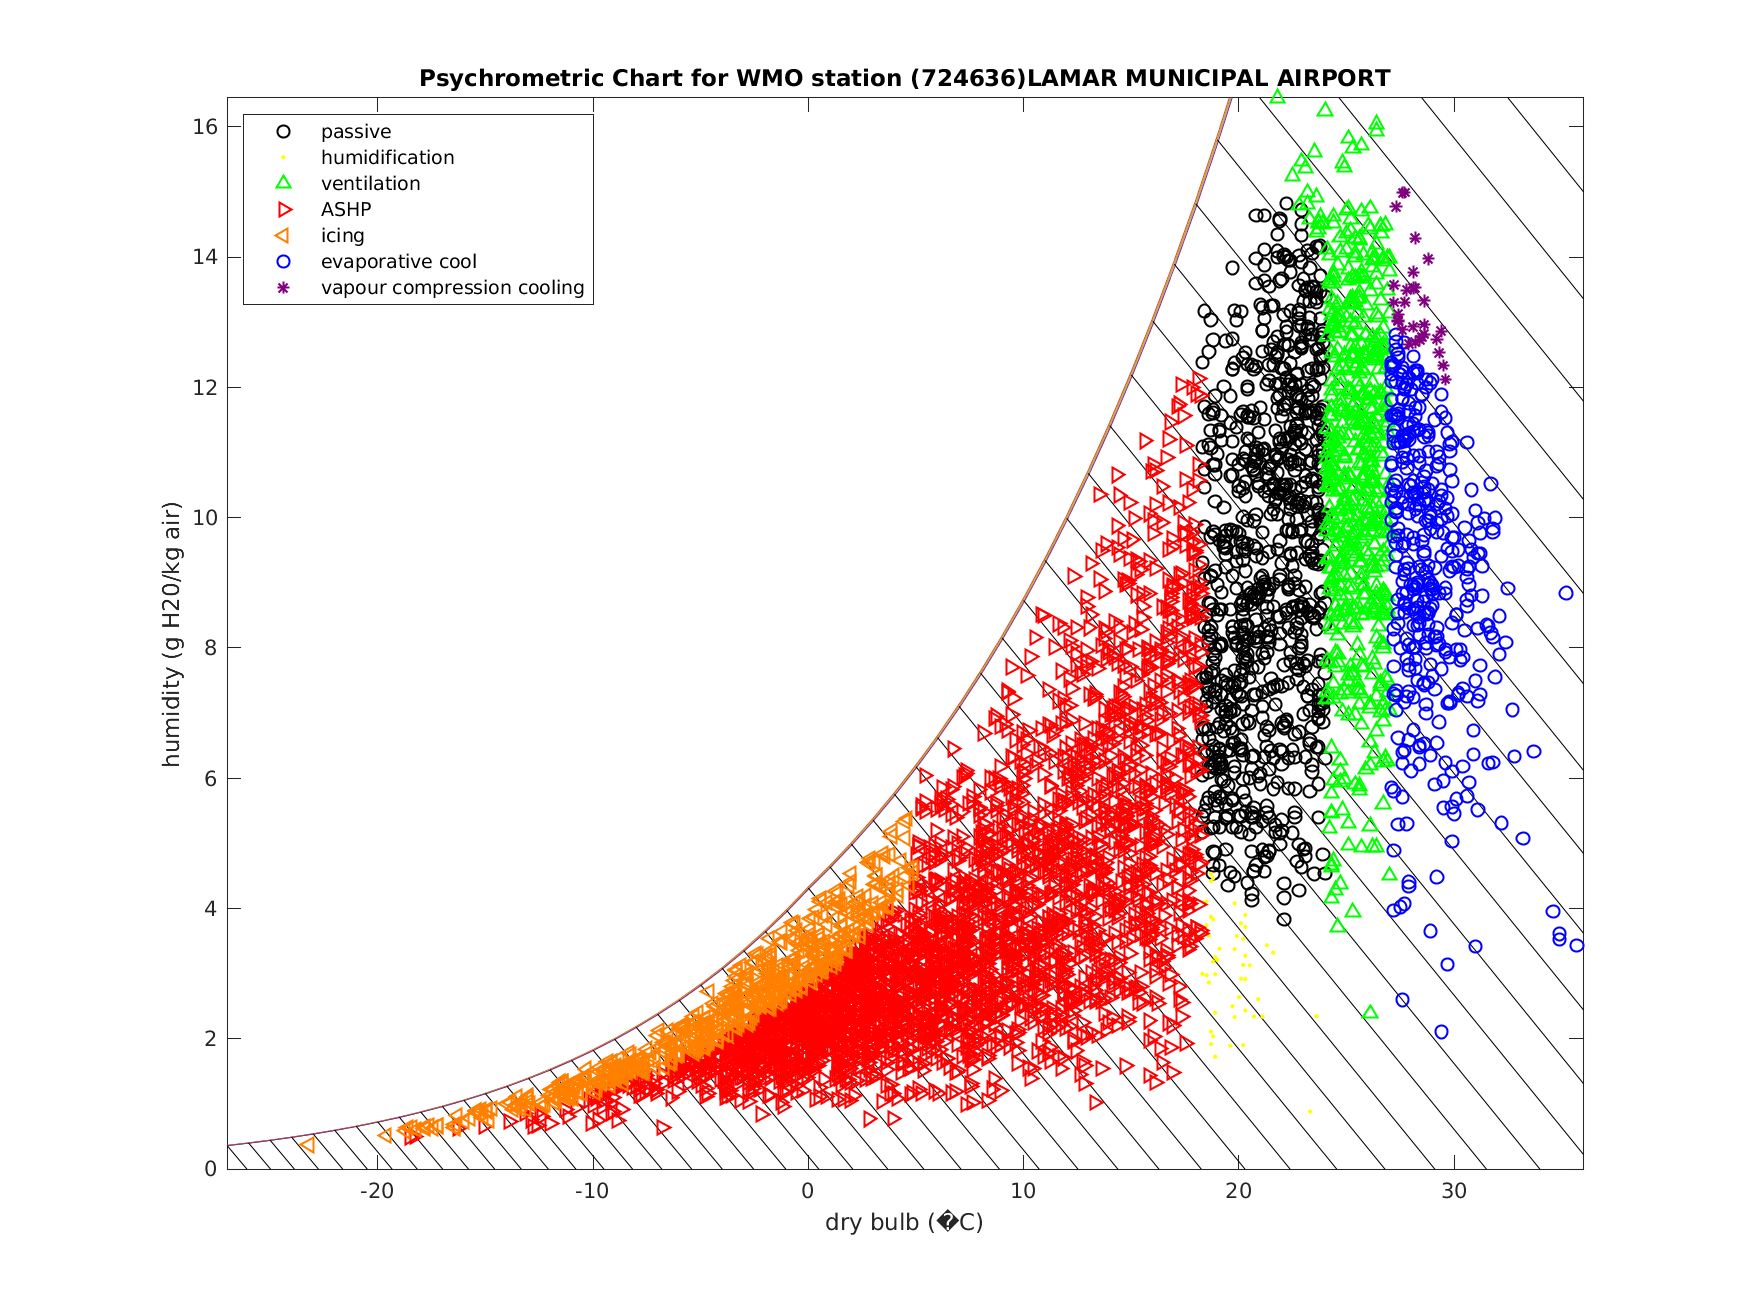 Psychrometric Chart for WMO station (724636)LAMAR MUNICIPAL AIRPORT
passive
humidification
ventilation
ASHP
icing
evaporative cool
vapour compression cooling
humidity (g H20/kg air)
16
14
12
10
8
6
4
2
0
-20
-10
0
10
20
30
dry bulb (�C)